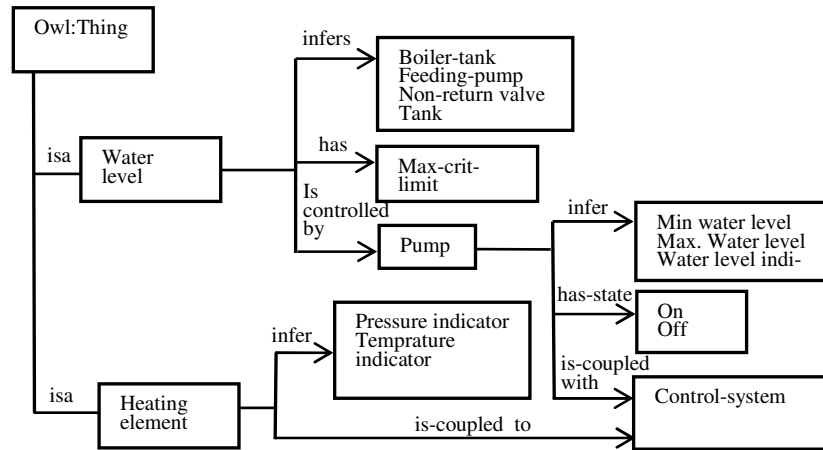 Owl:Thing
infers
Boiler-tank
Feeding-pump
Non-return valve
Tank
isa
Water
level
has
Max-crit-
limit
Is
controlled
by
Pump
infer
Min water level
Max. Water level
Water level indi-
has-state
On
Off
infer
Pressure indicator
Temprature
indicator
is-coupled
with
Control-system
isa
Heating
element
is-coupled to